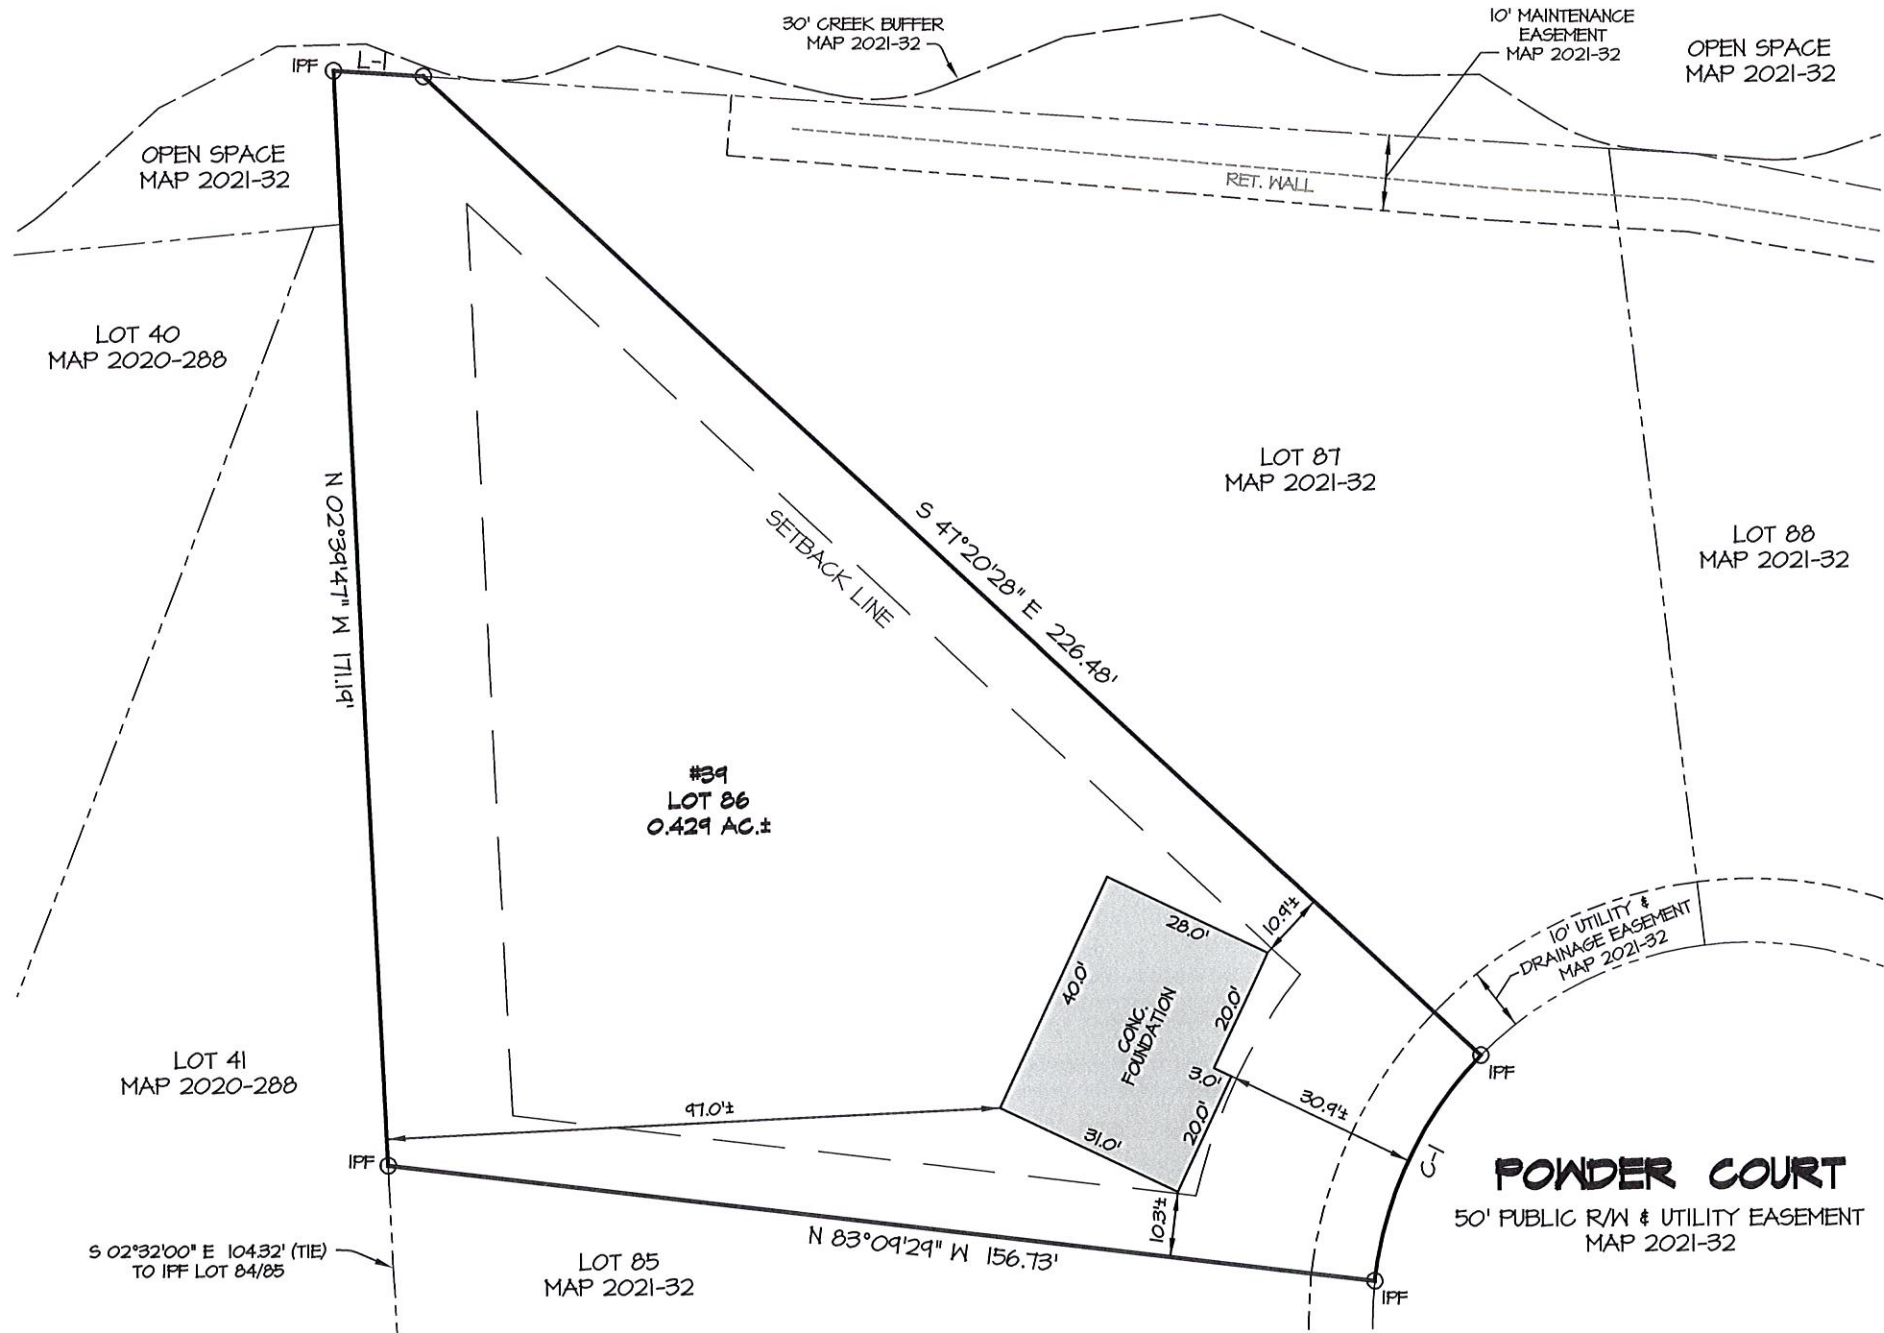 30' CREEK BUFFER
MAP 2021-32
10' MAINTENANCE
EASEMENT
MAP 2021-32
OPEN SPACE
MAP 2021-32
IPF
L-1
OPEN SPACE
MAP 2021-32
RET. WALL
LOT 40
MAP 2020-288
LOT 87
MAP 2021-32
LOT 88
MAP 2021-32
N 02°39'47" W 171.19'
S 47°20'28" E 226.48'
SETBACK LINE
#39
LOT 86
0.429 AC.±
10' UTILITY &
DRAINAGE EASEMENT
MAP 2021-32
28.0'
10.9'±
40.0'
CONC.
FOUNDATION
20.0'
3.0'
20.0'
31.0'
30.9'±
97.0'±
10.3'±
LOT 41
MAP 2020-288
IPF
IPF
C-1
POWDER COURT
50' PUBLIC R/W & UTILITY EASEMENT
MAP 2021-32
N 83°09'29" W 156.73'
S 02°32'00" E 104.32' (TIE)
TO IPF LOT 84/85
LOT 85
MAP 2021-32
IPF